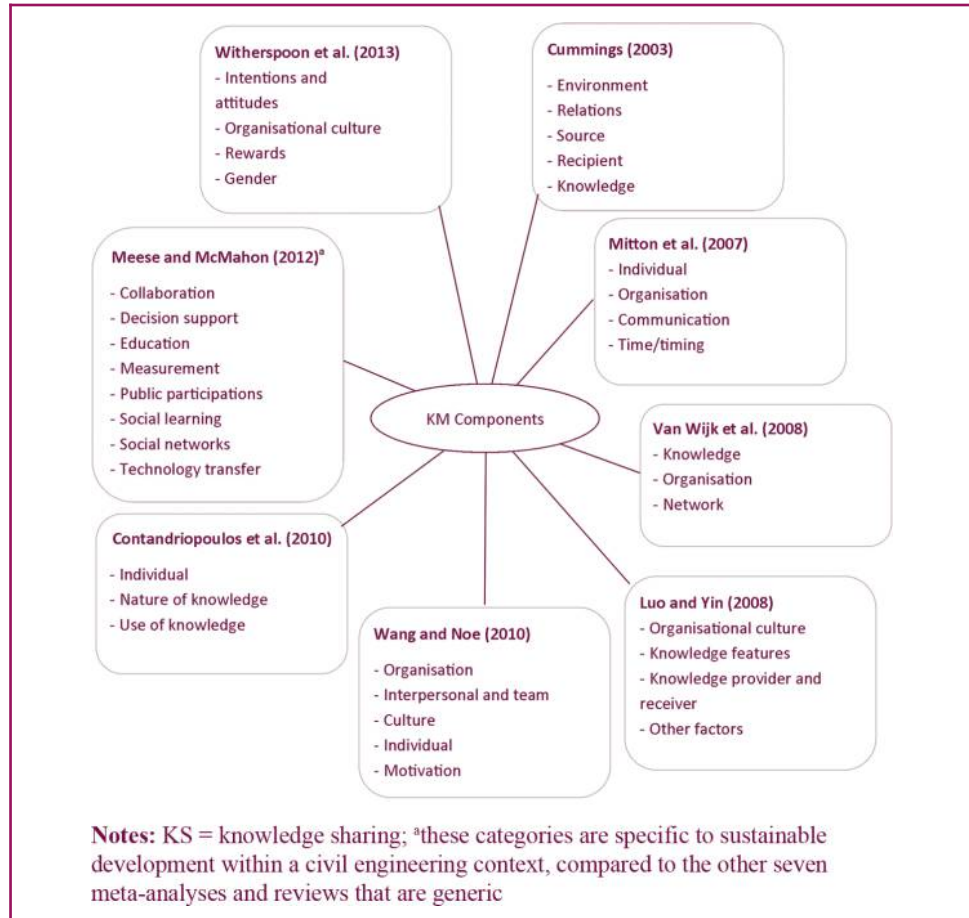 Witherspoon et al. (2013)
- Intentions and
attitudes
- Organisational culture
- Rewards
- Gender
Cummings (2003)
- Environment
- Relations
- Source
- Recipient
- Knowledge
Meese and McMahon (2012)ᵃ
- Collaboration
- Decision support
- Education
- Measurement
- Public participations
- Social learning
- Social networks
- Technology transfer
Mitton et al. (2007)
- Individual
- Organisation
- Communication
- Time/timing
KM Components
Van Wijk et al. (2008)
- Knowledge
- Organisation
- Network
Contandriopoulos et al. (2010)
- Individual
- Nature of knowledge
- Use of knowledge
Wang and Noe (2010)
- Organisation
- Interpersonal and team
- Culture
- Individual
- Motivation
Luo and Yin (2008)
- Organisational culture
- Knowledge features
- Knowledge provider and
receiver
- Other factors
Notes: KS = knowledge sharing; ᵃthese categories are specific to sustainable
development within a civil engineering context, compared to the other seven
meta-analyses and reviews that are generic